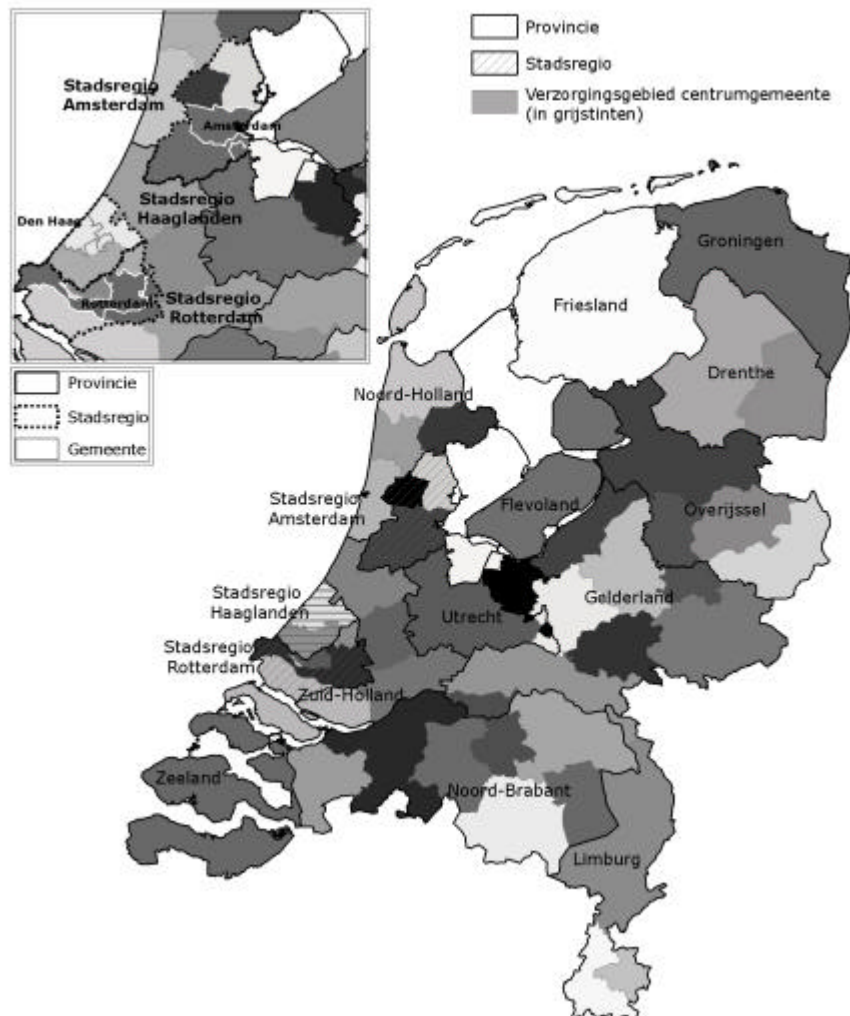 Provincie
Stadsregio
Verzorgingsgebied centrumgemeente
(in grijstinten)
Stadsregio
Amsterdam
Amsterdam
Stadsregio
Haaglanden
Den Haag
Rotterdam
Stadsregio
Rotterdam
Provincie
Stadsregio
Gemeente
Groningen
Friesland
Drenthe
Noord-Holland
Stadsregio
Amsterdam
Flevoland
Overijssel
Stadsregio
Haaglanden
Gelderland
Utrecht
Stadsregio
Rotterdam
Zuid-Holland
Zeeland
Noord-Brabant
Limburg